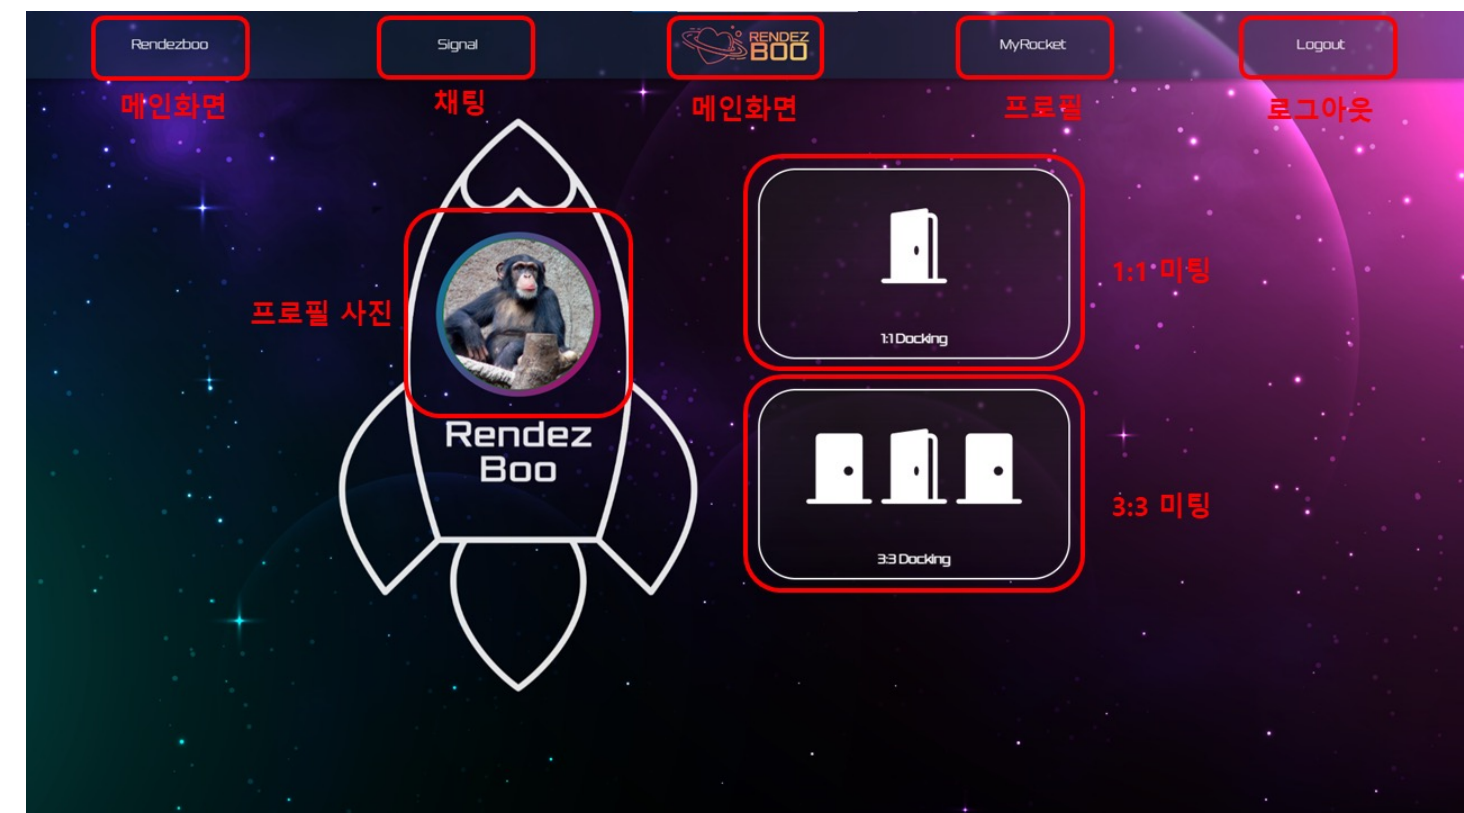 Rendezboo
Signal
RENDEZ
BOO
MyRocket
Logout
메인화면
채팅
메인화면
프로필
로그아웃
1:1 미팅
프로필 사진
1:1 Docking
Rendez
Boo
3:3 미팅
3:3 Docking